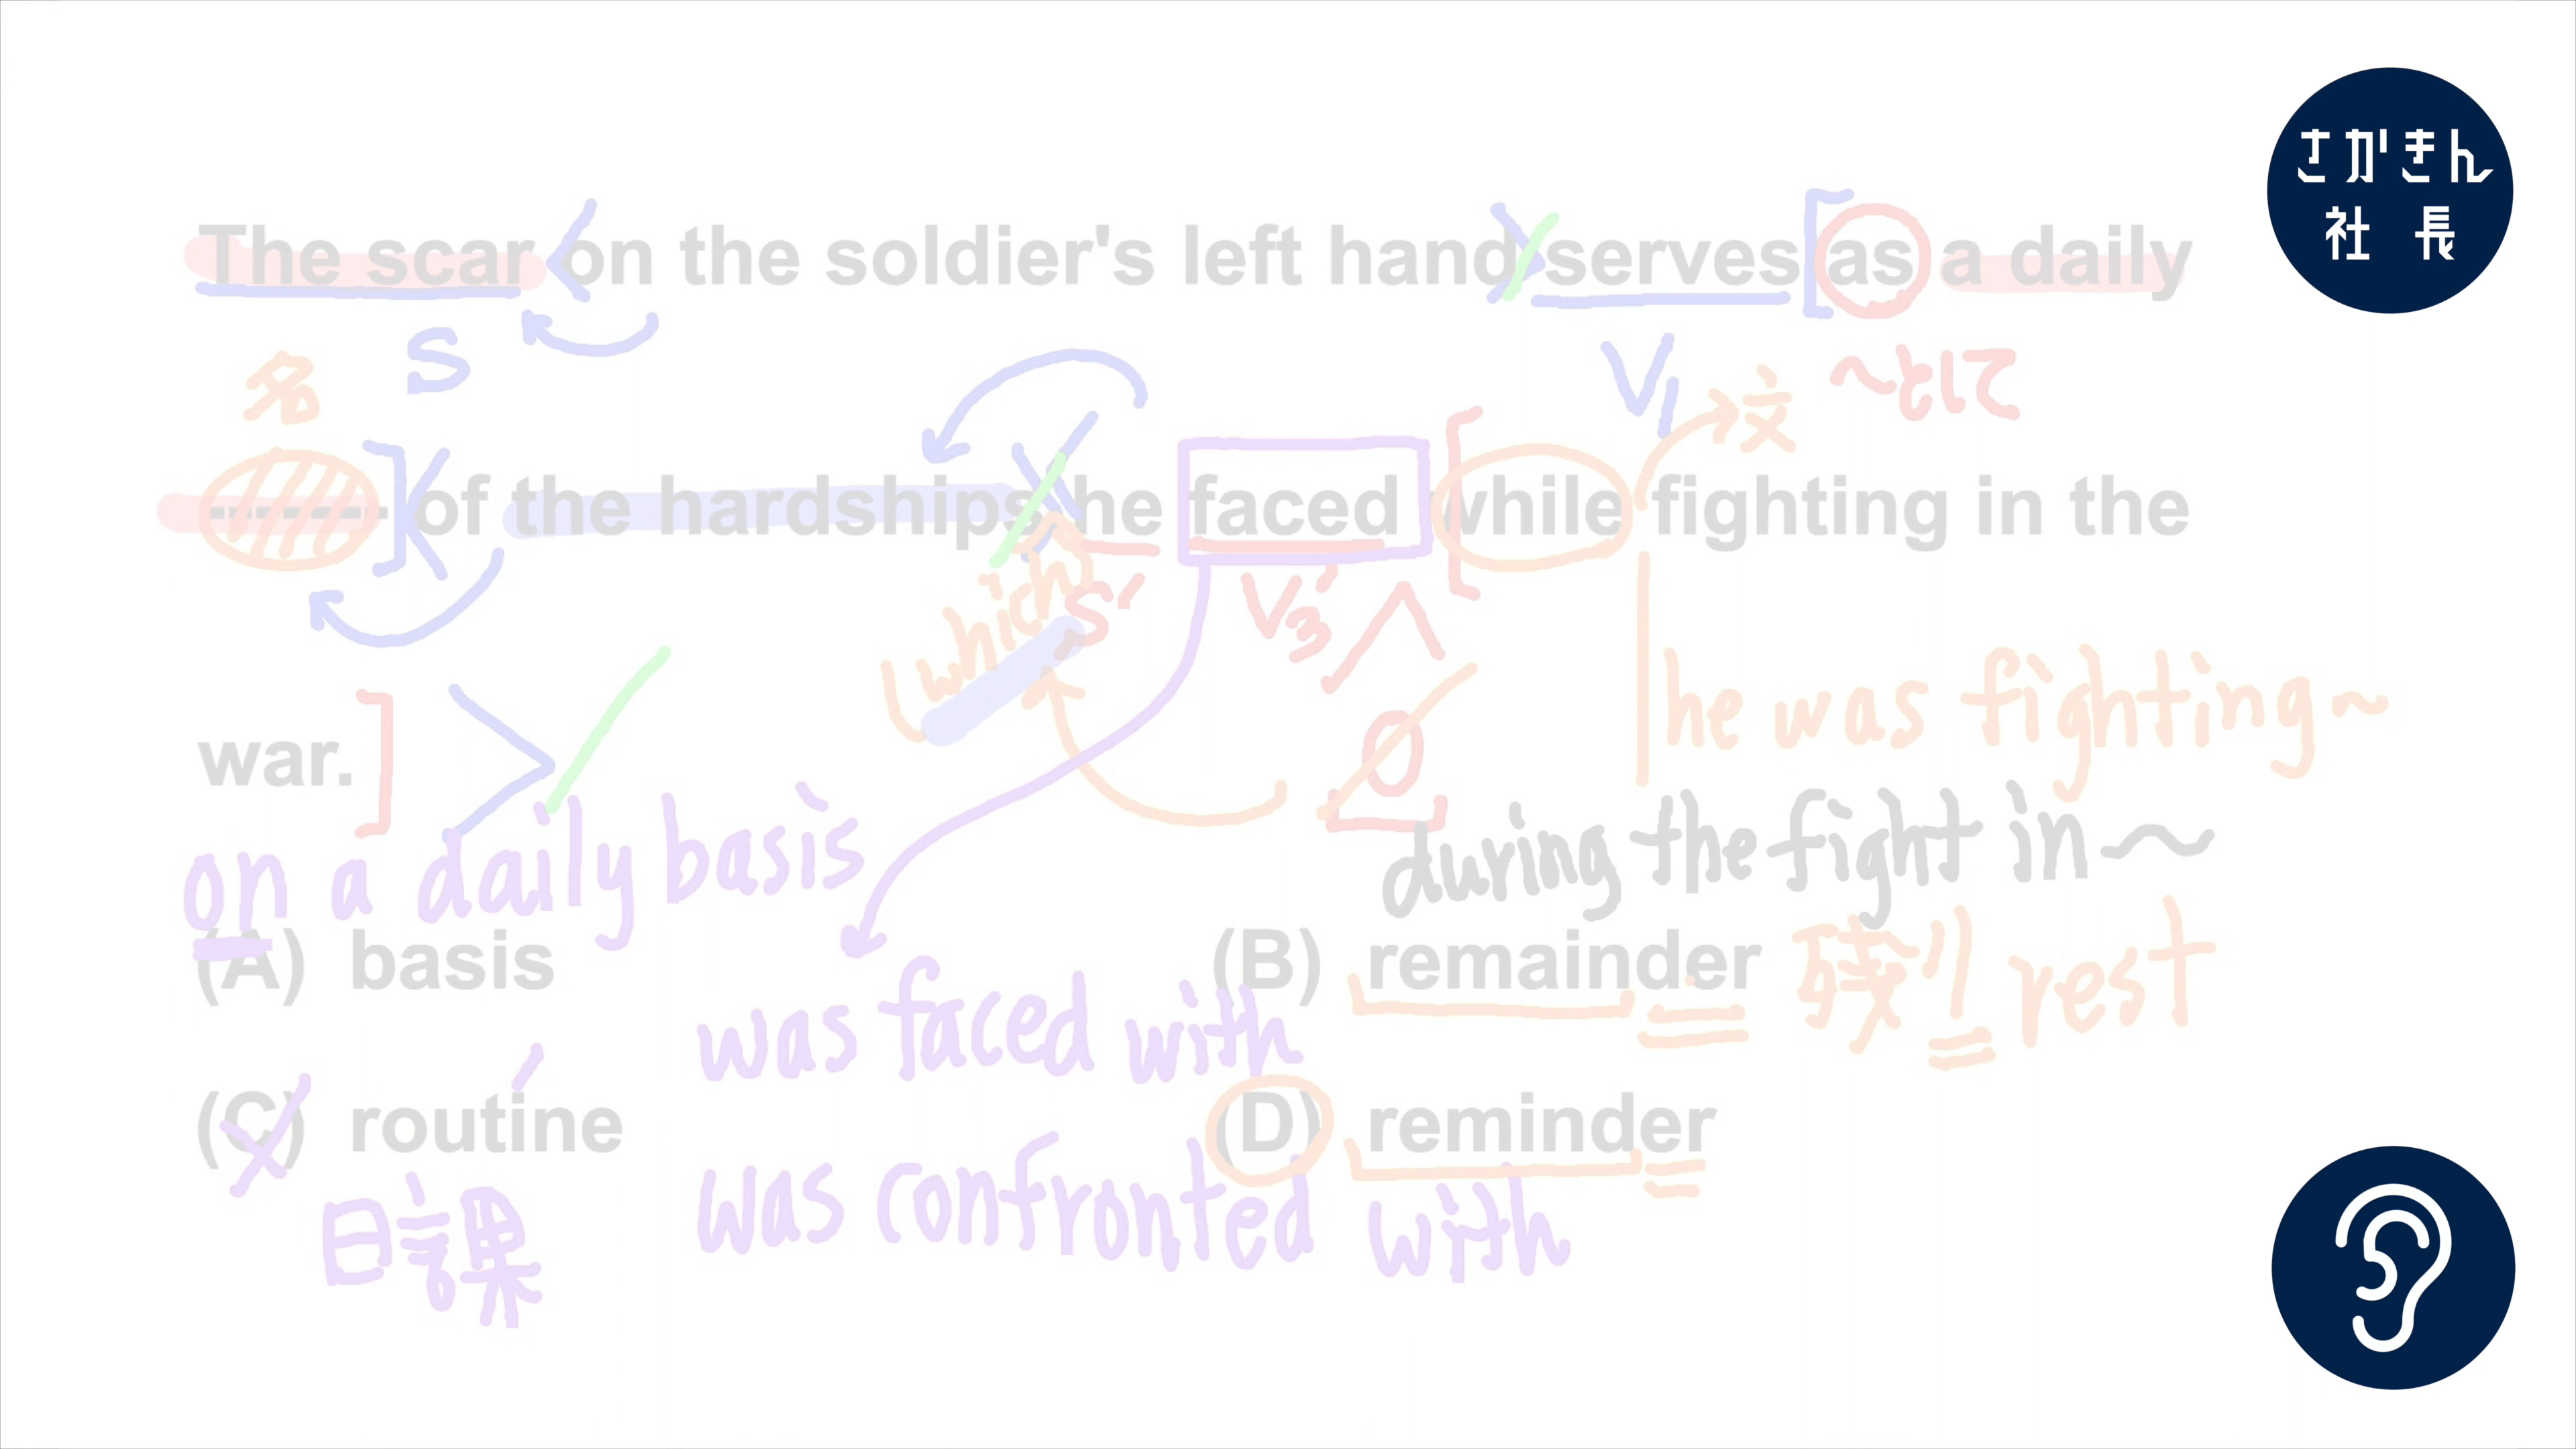 さかきん
社長
The scar on the soldier's left hand serves as a daily
S
V1
~として
名
文
-------- of the hardships he faced while fighting in the
which
S'
V3'
O
he was fighting~
war.
on a daily basis
during the fight in~
(A) basis
(B) remainder
残り rest
was faced with
(C) routine
(D) reminder
日課
was confronted with